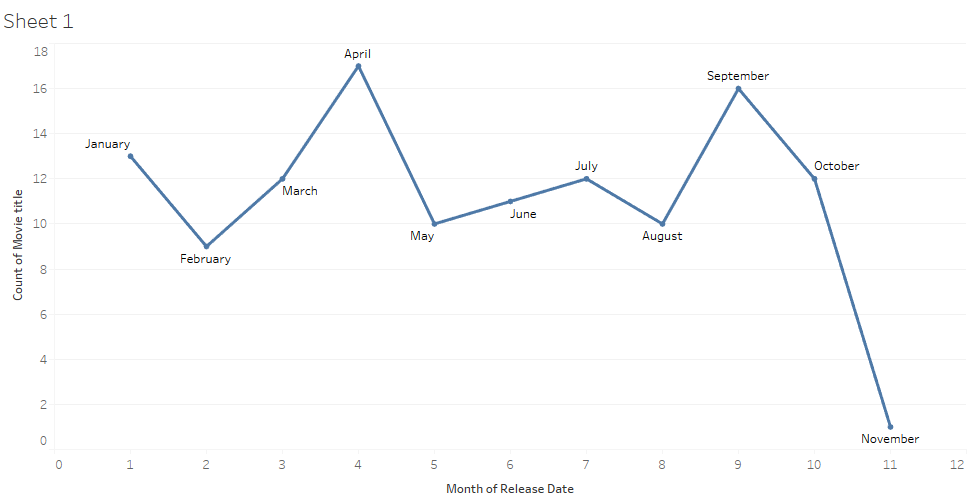 Sheet 1
18
16
14
12
10
8
6
4
2
0
Count of Movie title
January
February
March
April
May
June
July
August
September
October
November
0 1 2 3 4 5 6 7 8 9 10 11 12
Month of Release Date